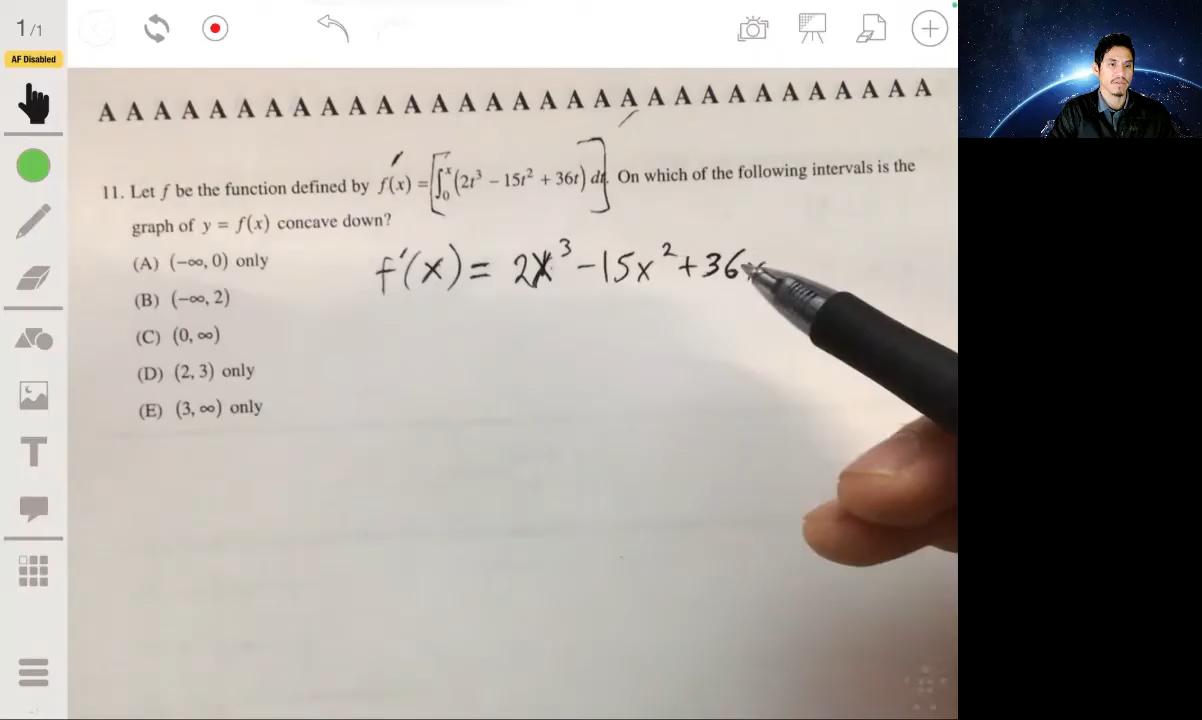 1/1
AF Disabled
A A A A A A A A A A A A A A A A A A A A A A A A A A A A A A A
11. Let f be the function defined by f(x) = ∫₀ˣ (2t³ − 15t² + 36t) dt. On which of the following intervals is the
graph of y = f(x) concave down?
f'(x) = 2x³ − 15x² + 36x
(A) (−∞, 0) only
(B) (−∞, 2)
(C) (0, ∞)
(D) (2, 3) only
(E) (3, ∞) only
T